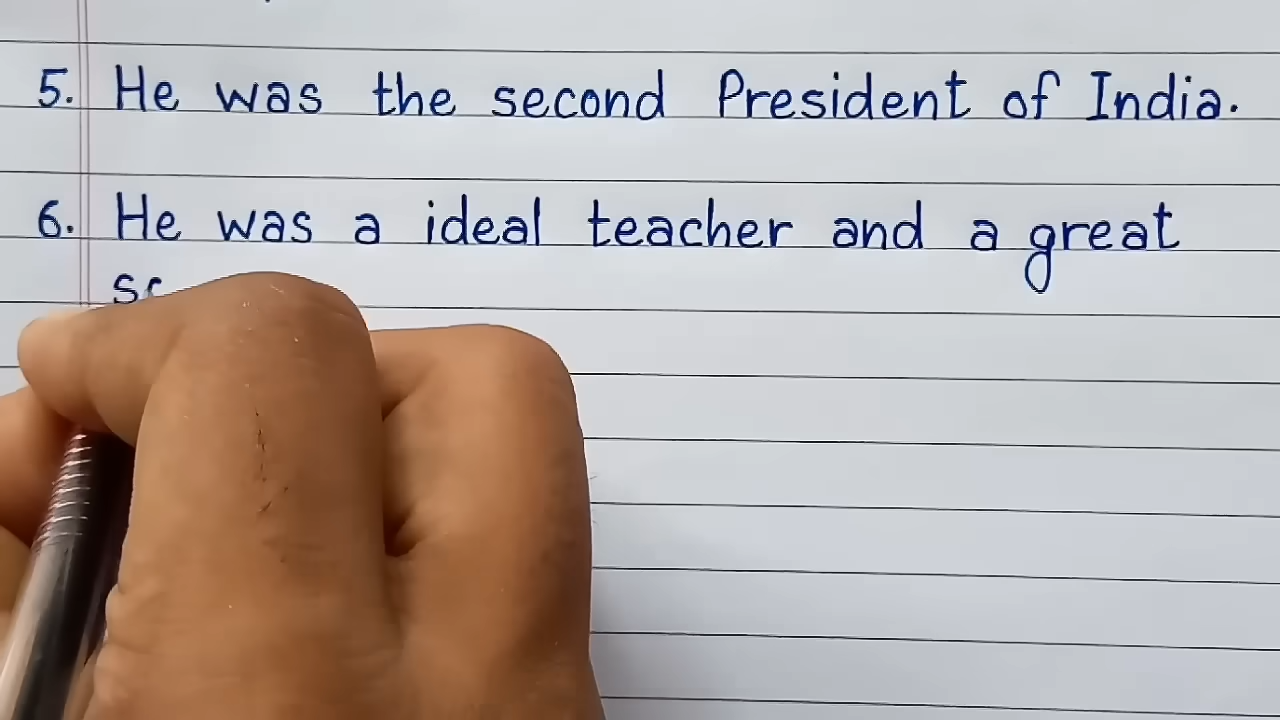 5. He was the second President of India.
6. He was a ideal teacher and a great